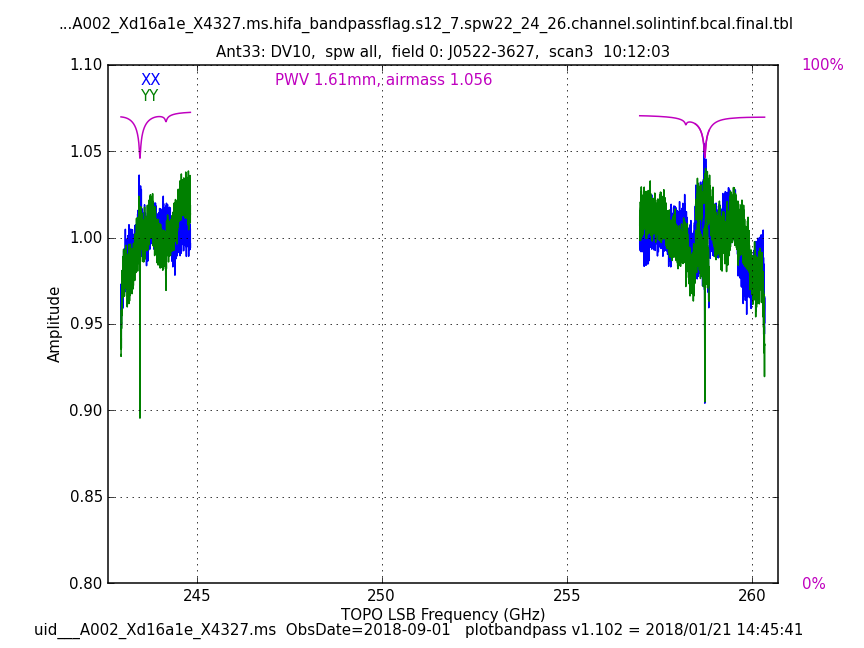 ...A002_Xd16a1e_X4327.ms.hifa_bandpassflag.s12_7.spw22_24_26.channel.solintinf.bcal.final.tbl
Ant33: DV10, spw all, field 0: J0522-3627, scan3 10:12:03
1.10
100%
XX
PWV 1.61mm, airmass 1.056
YY
1.05
1.00
0.95
0.90
0.85
0.80
0%
Amplitude
245
250
255
260
TOPO LSB Frequency (GHz)
uid___A002_Xd16a1e_X4327.ms ObsDate=2018-09-01 plotbandpass v1.102 = 2018/01/21 14:45:41